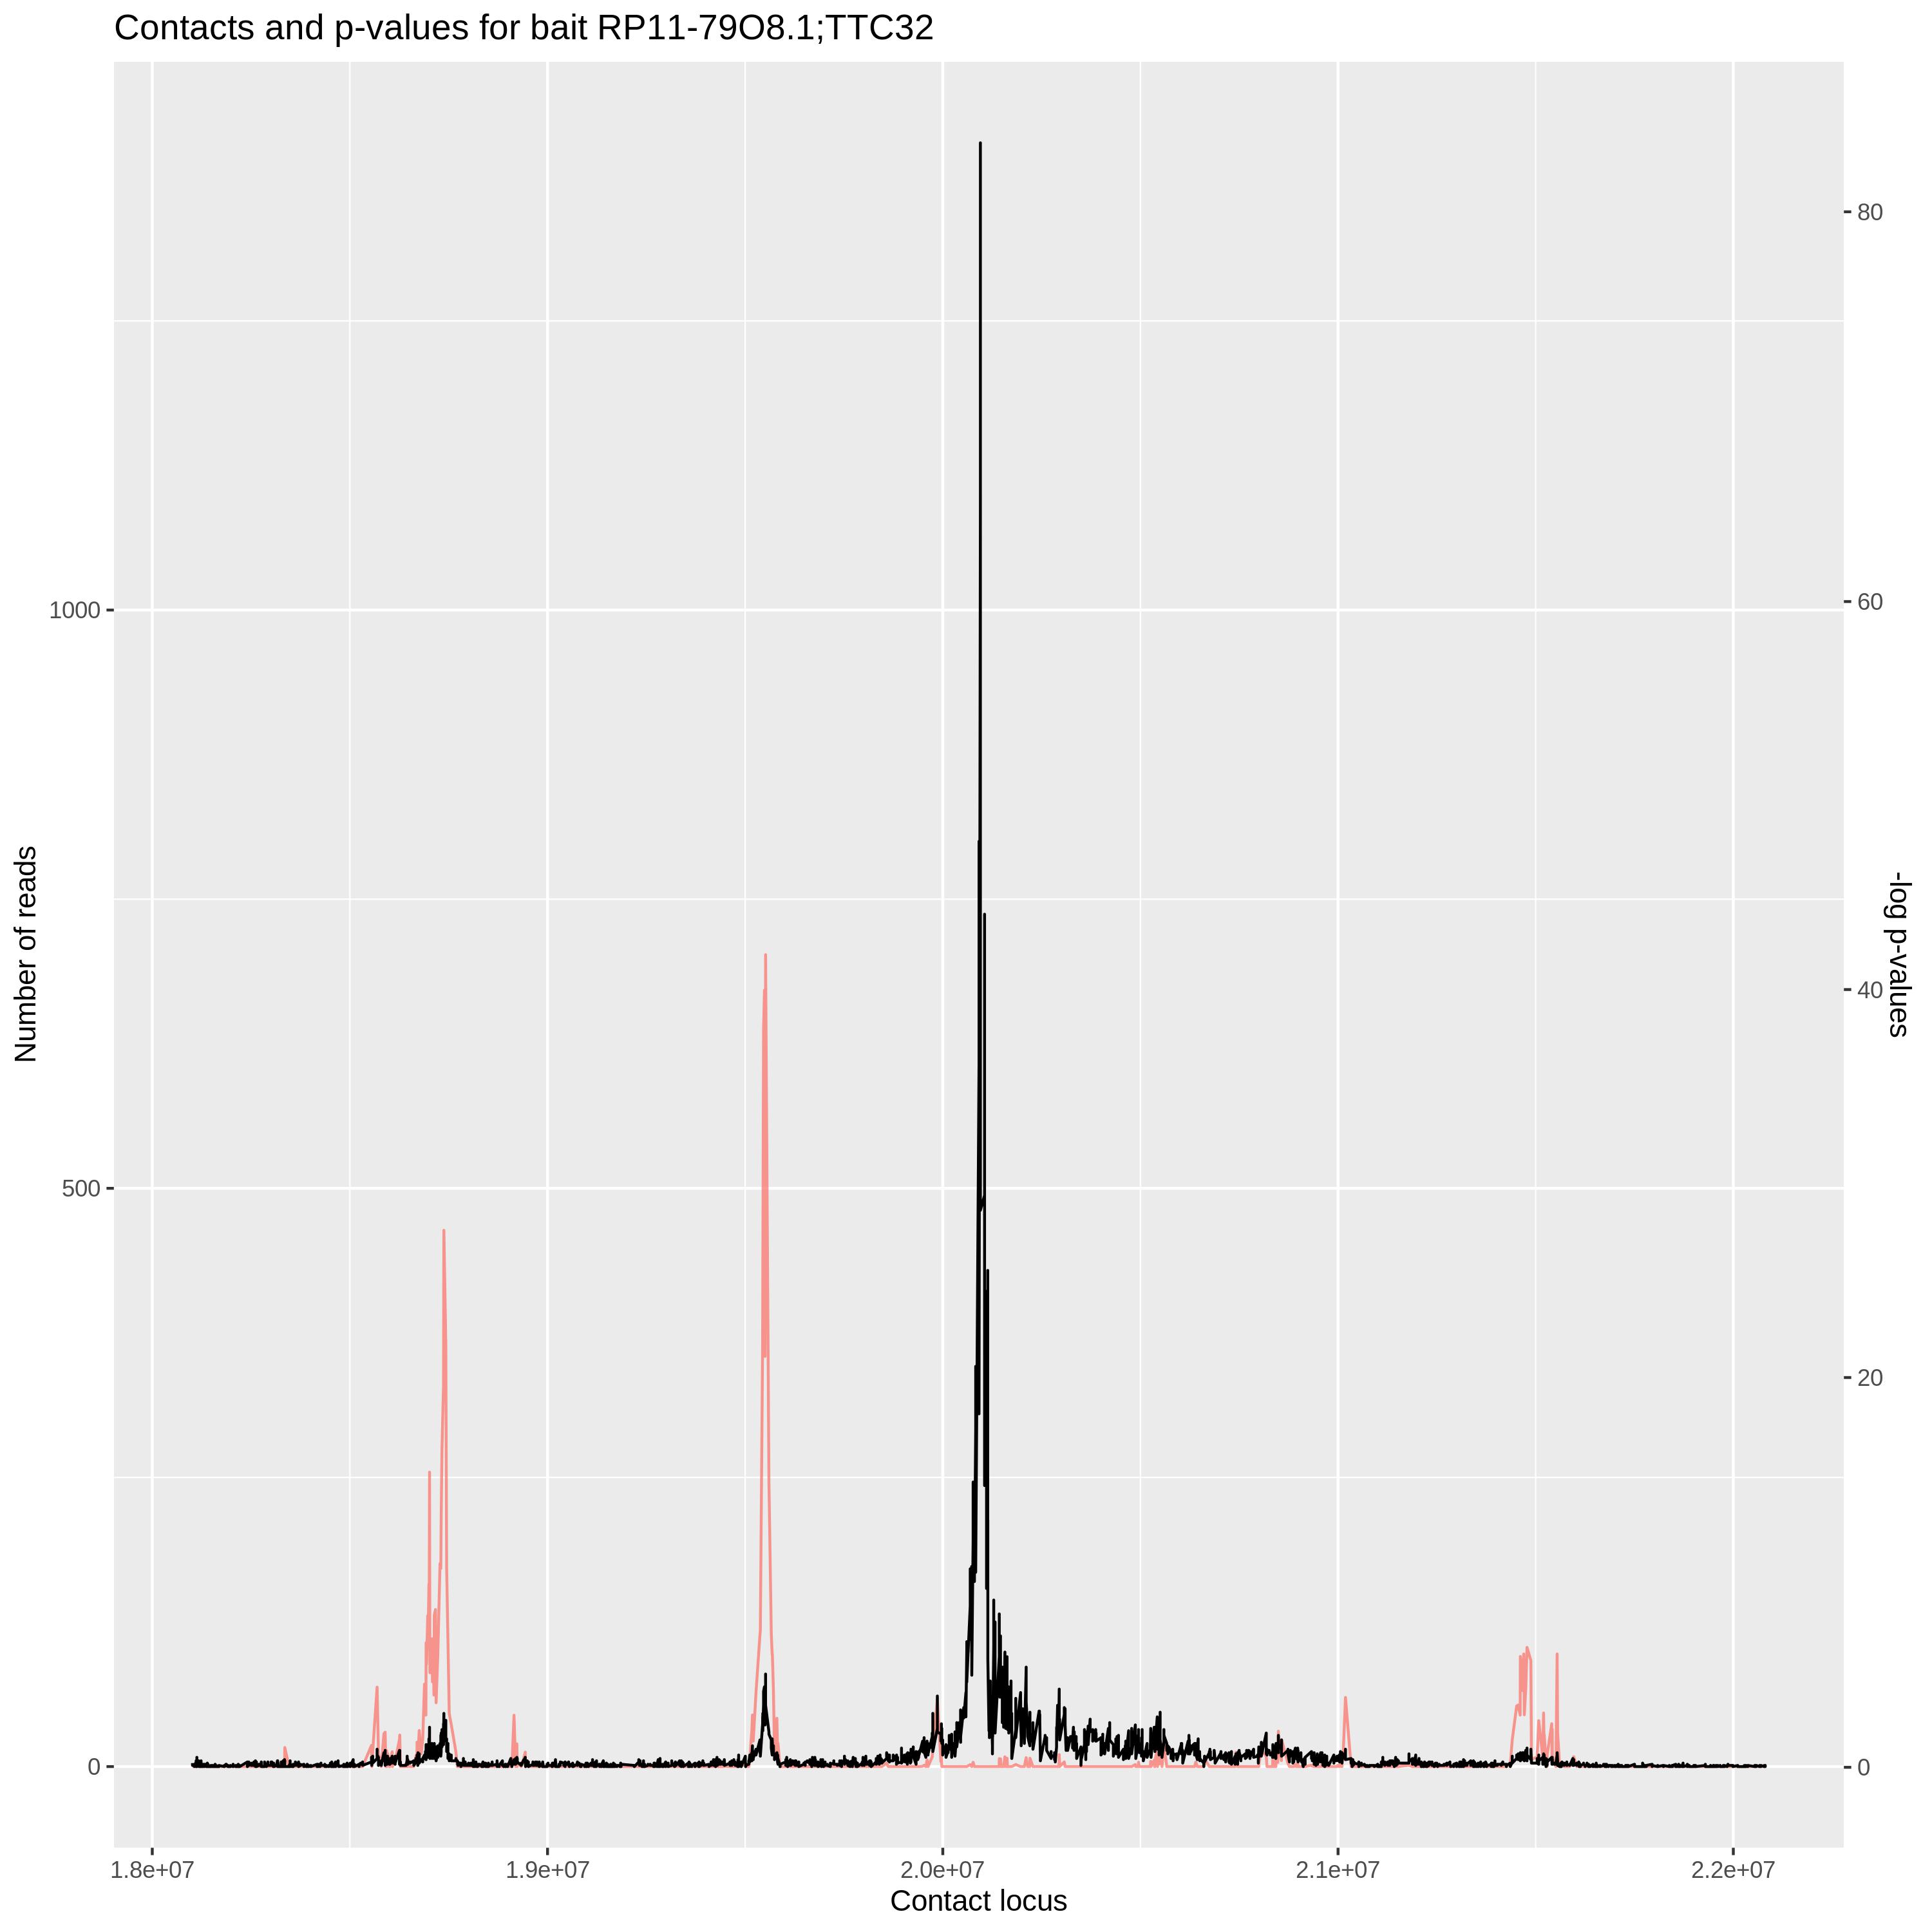 Contacts and p-values for bait RP11-79O8.1;TTC32
Number of reads
1000
500
0
-log p-values
80
60
40
20
0
1.8e+07 1.9e+07 2.0e+07 2.1e+07 2.2e+07
Contact locus